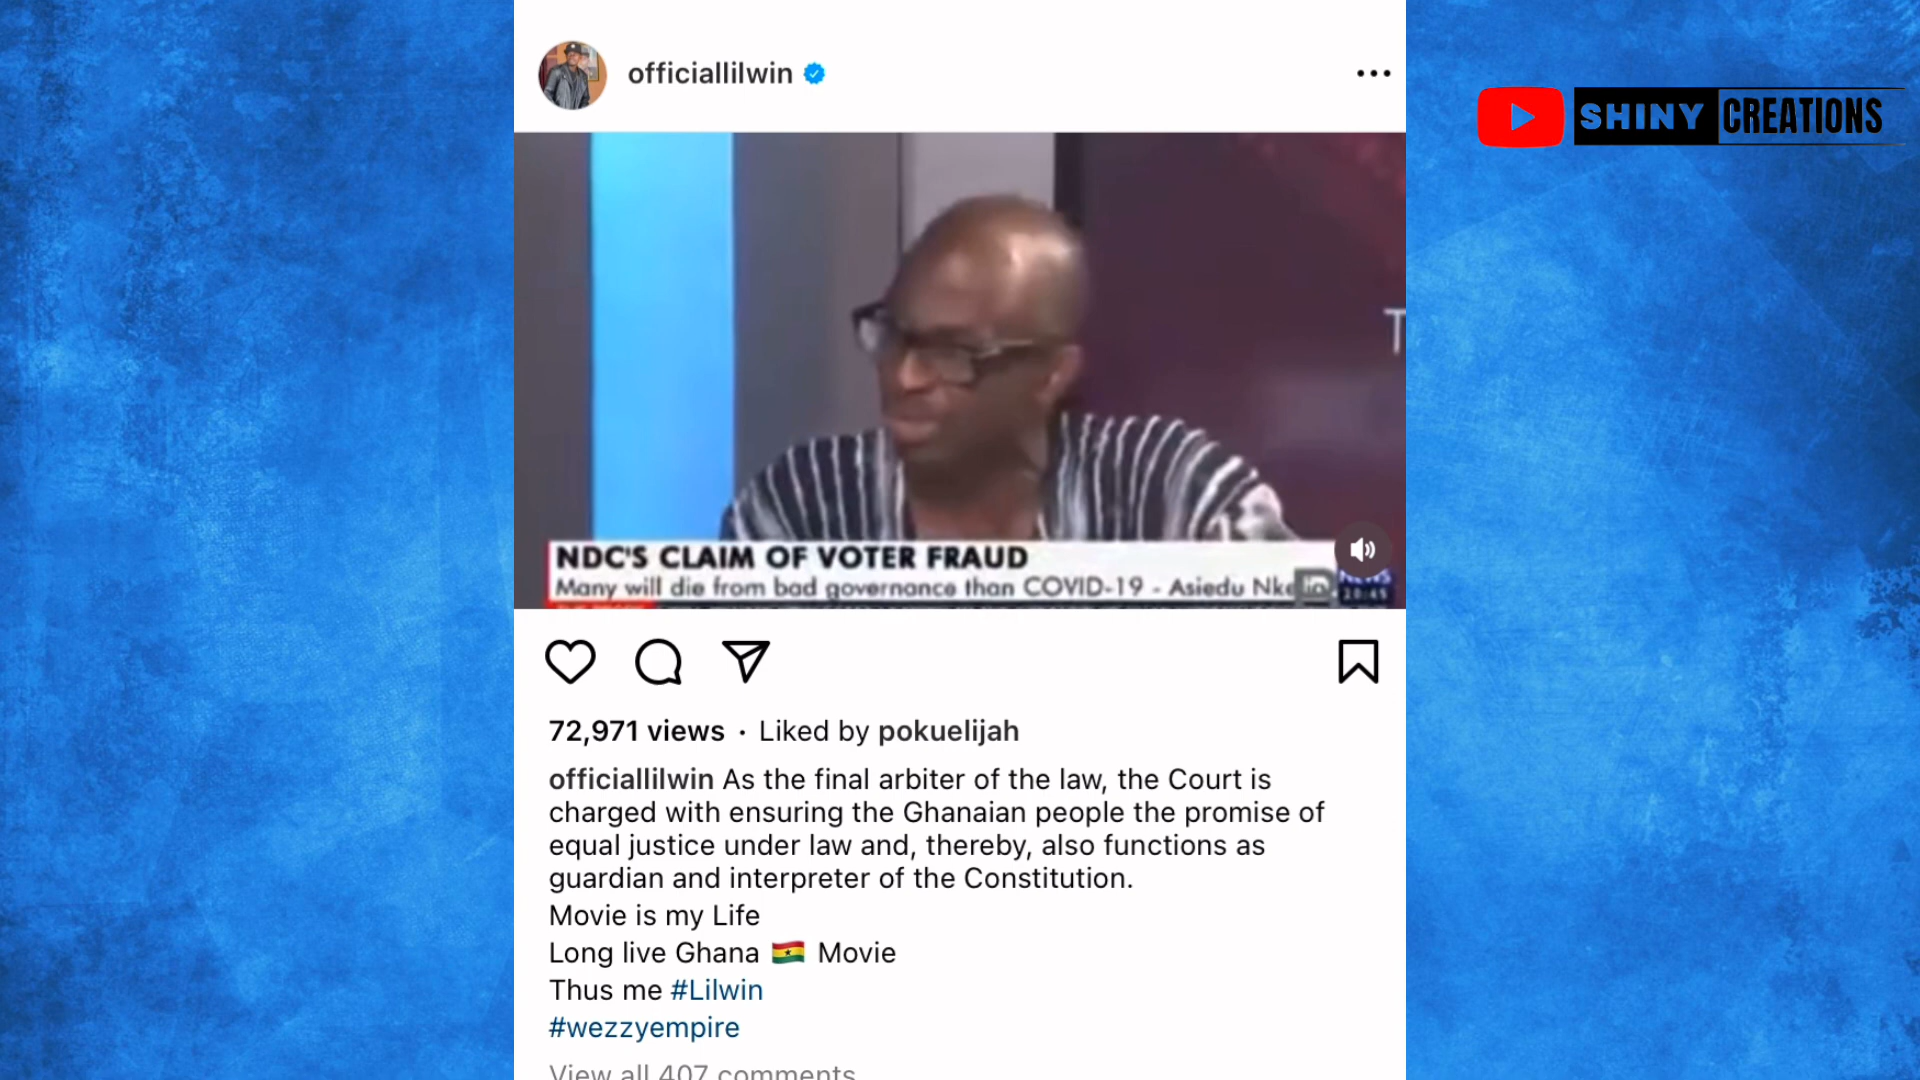 officiallilwin
SHINY CREATIONS
T
NDC'S CLAIM OF VOTER FRAUD
Many will die from bad governance than COVID-19 - Asiedu
NEWS
72,971 views · Liked by pokuelijah
officiallilwin As the final arbiter of the law, the Court is
charged with ensuring the Ghanaian people the promise of
equal justice under law and, thereby, also functions as
guardian and interpreter of the Constitution.
Movie is my Life
Long live Ghana 🇬🇭 Movie
Thus me #Lilwin
#wezzyempire
View all 407 comments